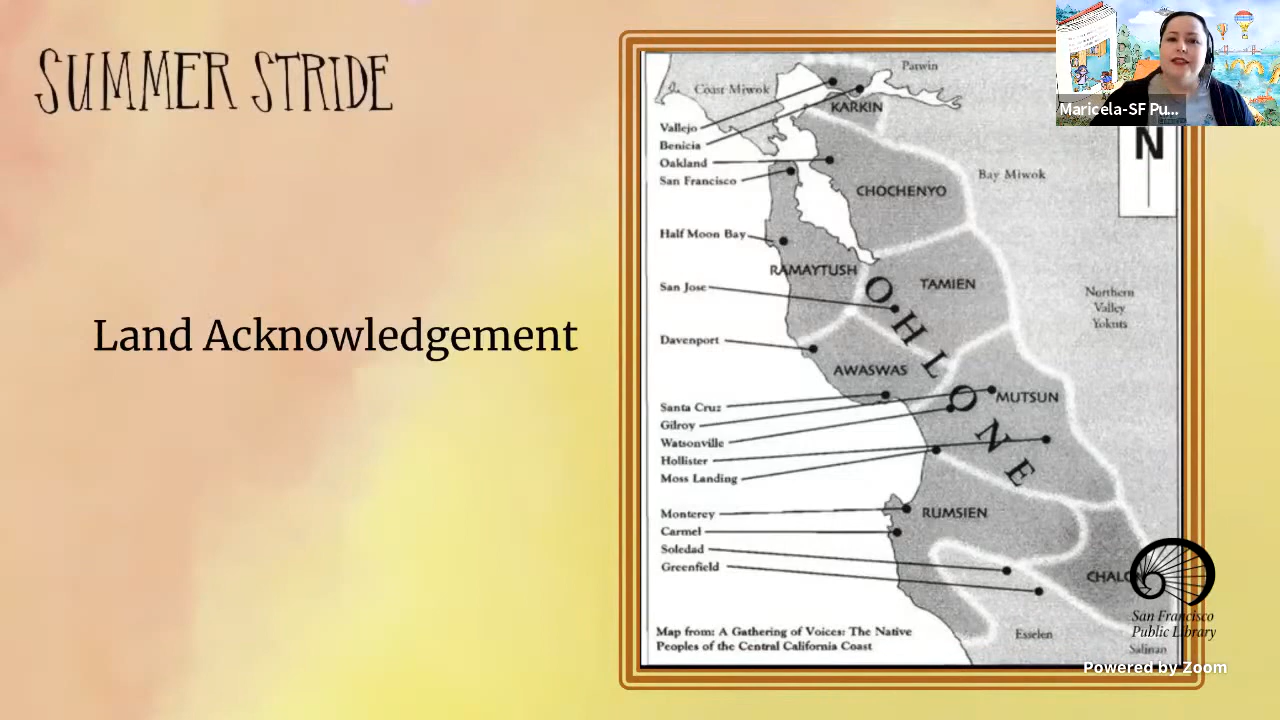 SUMMER STRIDE
Land Acknowledgement
Patwin
Coast Miwok
KARKIN
Vallejo
Benicia
Oakland
San Francisco
CHOCHENYO
Bay Miwok
N
Half Moon Bay
RAMAYTUSH
TAMIEN
San Jose
Northern
Valley
Yokuts
OHLONE
Davenport
AWASWAS
MUTSUN
Santa Cruz
Gilroy
Watsonville
Hollister
Moss Landing
Monterey
RUMSIEN
Carmel
Soledad
Greenfield
CHALON
Esselen
Salinan
Map from: A Gathering of Voices: The Native
Peoples of the Central California Coast
San Francisco
Public Library
Maricela-SF Pu...
Powered by Zoom